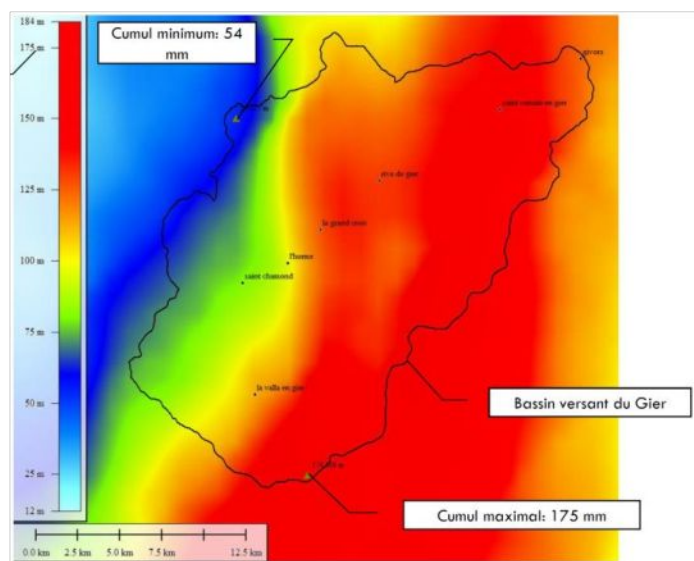 184 m
175 m
150 m
125 m
100 m
75 m
50 m
25 m
12 m
Cumul minimum: 54
mm
givors
rive de gier
la grand croix
l'horme
saint chamond
la valla en gier
Bassin versant du Gier
Cumul maximal: 175 mm
0.0 km 2.5 km 5.0 km 7.5 km 12.5 km